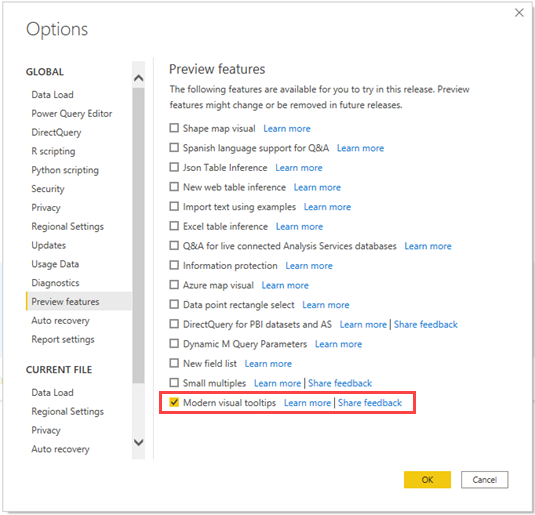 Options
GLOBAL
Data Load
Power Query Editor
DirectQuery
R scripting
Python scripting
Security
Privacy
Regional Settings
Updates
Usage Data
Diagnostics
Preview features
Auto recovery
Report settings
CURRENT FILE
Data Load
Regional Settings
Privacy
Auto recovery
Preview features
The following features are available for you to try in this release. Preview
features might change or be removed in future releases.
Shape map visual Learn more
Spanish language support for Q&A Learn more
Json Table Inference Learn more
New web table inference Learn more
Import text using examples Learn more
Excel table inference Learn more
Q&A for live connected Analysis Services databases Learn more
Information protection Learn more
Azure map visual Learn more
Data point rectangle select Learn more
DirectQuery for PBI datasets and AS Learn more | Share feedback
Dynamic M Query Parameters Learn more
New field list Learn more
Small multiples Learn more | Share feedback
Modern visual tooltips Learn more | Share feedback
OK Cancel